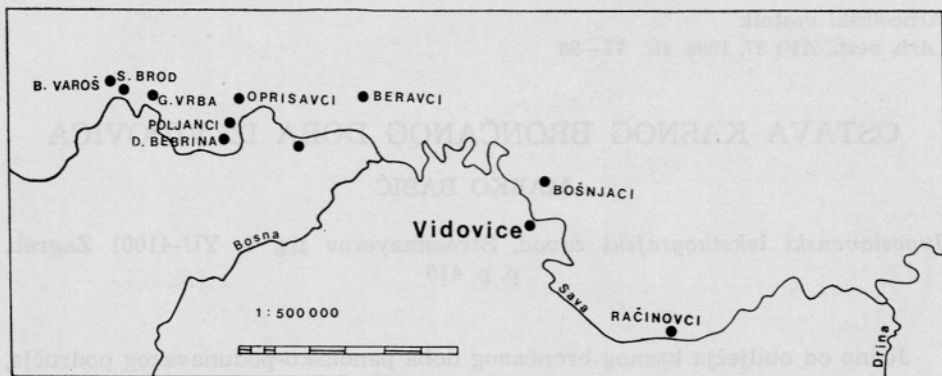 B. VAROŠ
S. BROD
G. VRBA
OPRISAVCI
BERAVCI
POLJANCI
D. BEBRINA
BOŠNJACI
Vidovice
Bosna
Sava
1: 500 000
RAČINOVCI
Drina